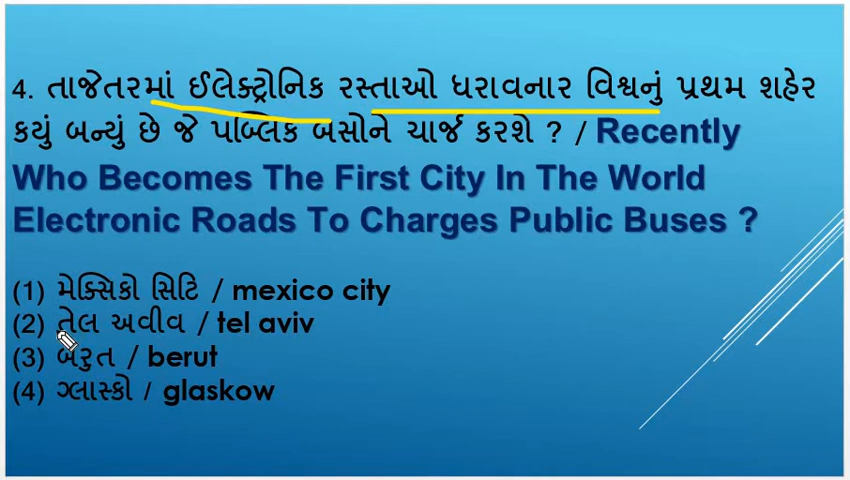 4. તાજેતરમાં ઈલેક્ટ્રોનિક રસ્તાઓ ધરાવનાર વિશ્વનું પ્રથમ શહેર
કયું બન્યું છે જે પબ્લિક બસોને ચાર્જ કરશે ? / Recently
Who Becomes The First City In The World
Electronic Roads To Charges Public Buses ?
(1) મેક્સિકો સિટિ / mexico city
(2) તેલ અવીવ / tel aviv
(3) બેરુત / berut
(4) ગ્લાસ્કો / glaskow